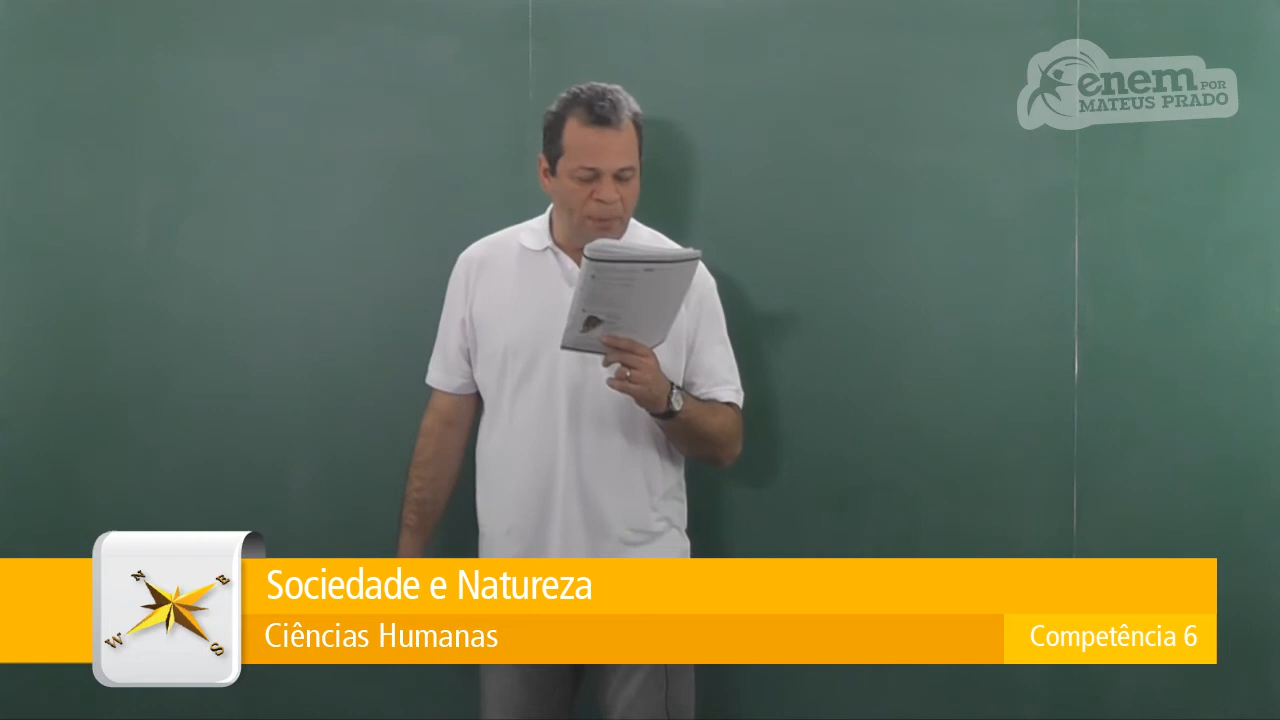 enem POR
MATEUS PRADO
N
E
W
S
Sociedade e Natureza
Ciências Humanas
Competência 6